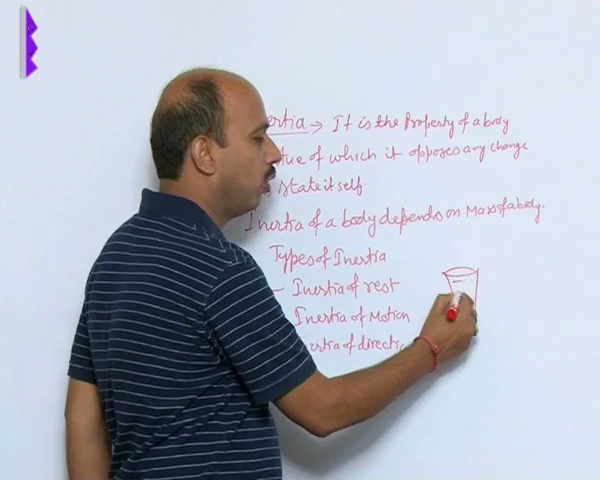 ertia → It is the Property of a body
tue of which it opposes any change
State it self.
Inertia of a body depends on Mass of a body.
Types of Inertia
- Inertia of rest
Inertia of Motion
ertia of directi